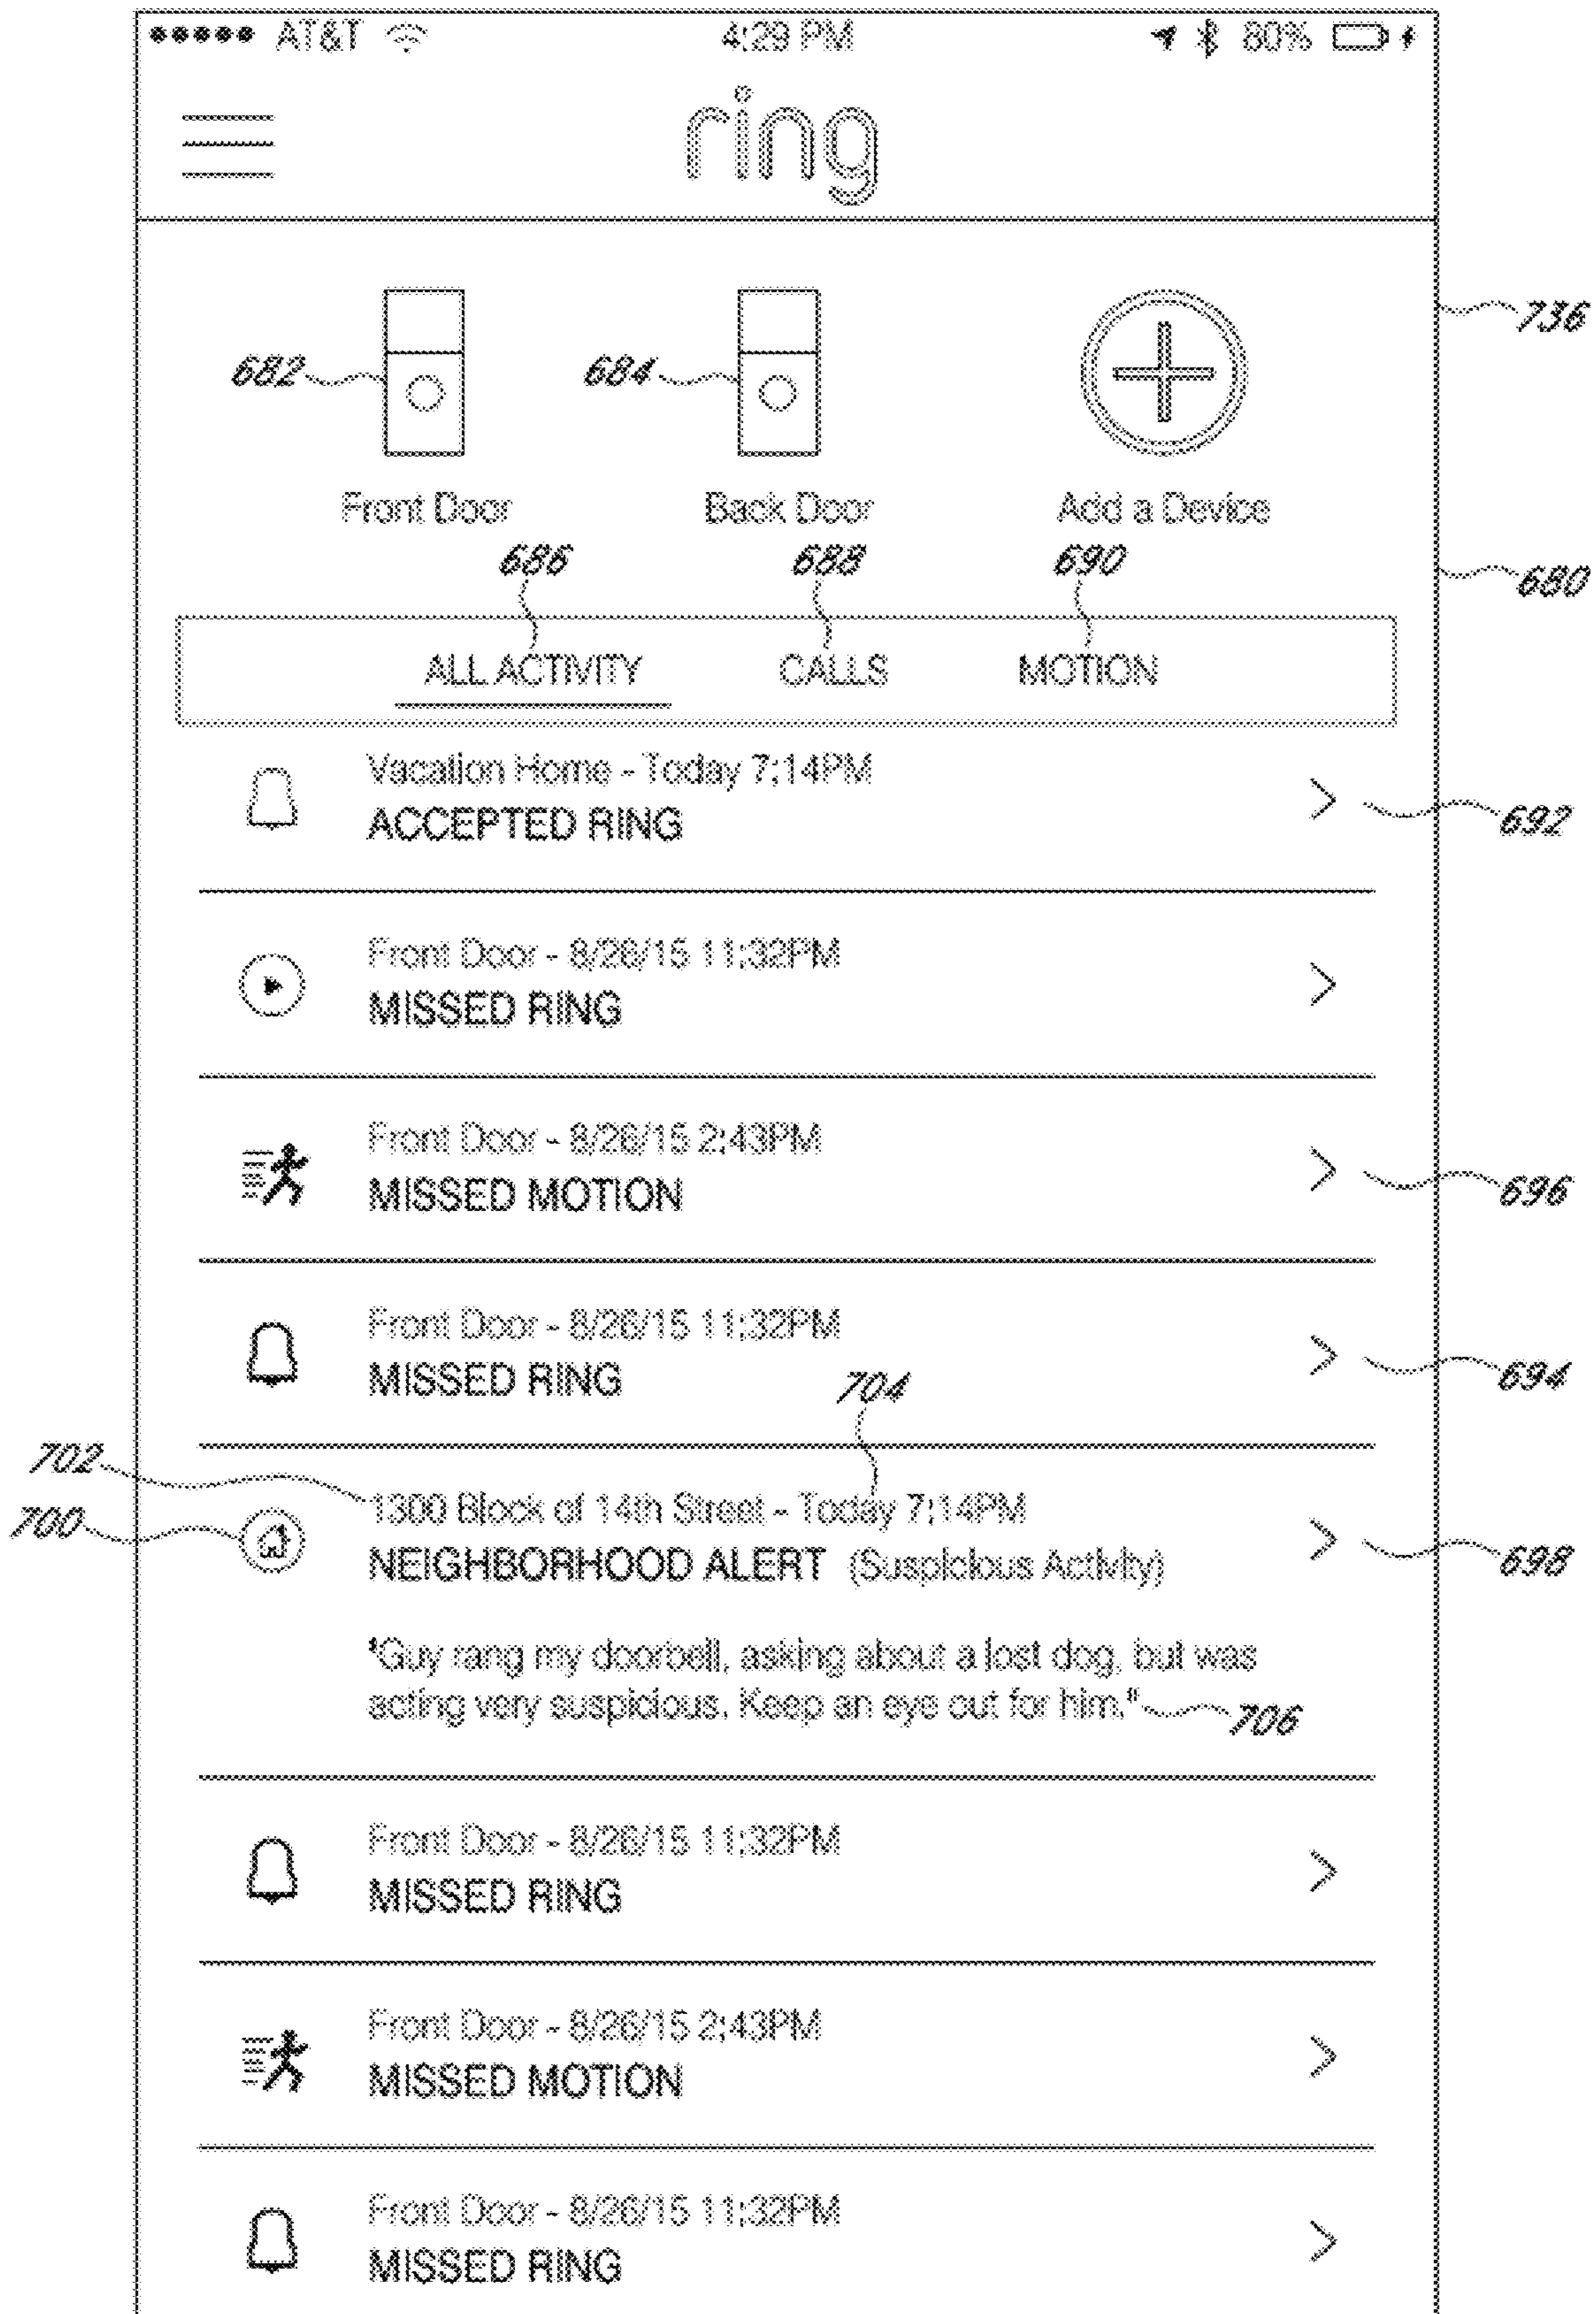 AT&T 4:29 PM 80%
ring
736
682 684
Front Door Back Door Add a Device
686 688 690
680
ALL ACTIVITY CALLS MOTION
Vacation Home - Today 7;14PM
ACCEPTED RING
692
Front Door - 8/26/15 11;32PM
MISSED RING
Front Door - 8/26/15 2;43PM
MISSED MOTION
696
Front Door - 8/26/15 11;32PM
MISSED RING
694
704
702
1300 Block of 14th Street - Today 7;14PM
700
NEIGHBORHOOD ALERT (Suspicious Activity)
698
"Guy rang my doorbell, asking about a lost dog, but was
acting very suspicious. Keep an eye out for him."
706
Front Door - 8/26/15 11;32PM
MISSED RING
Front Door - 8/26/15 2;43PM
MISSED MOTION
Front Door - 8/26/15 11;32PM
MISSED RING